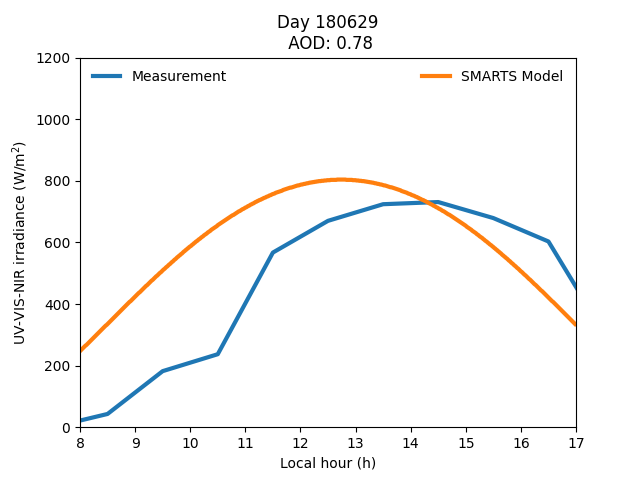 Day 180629
AOD: 0.78
Measurement
SMARTS Model
UV-VIS-NIR irradiance (W/m²)
1200
1000
800
600
400
200
0
8 9 10 11 12 13 14 15 16 17
Local hour (h)